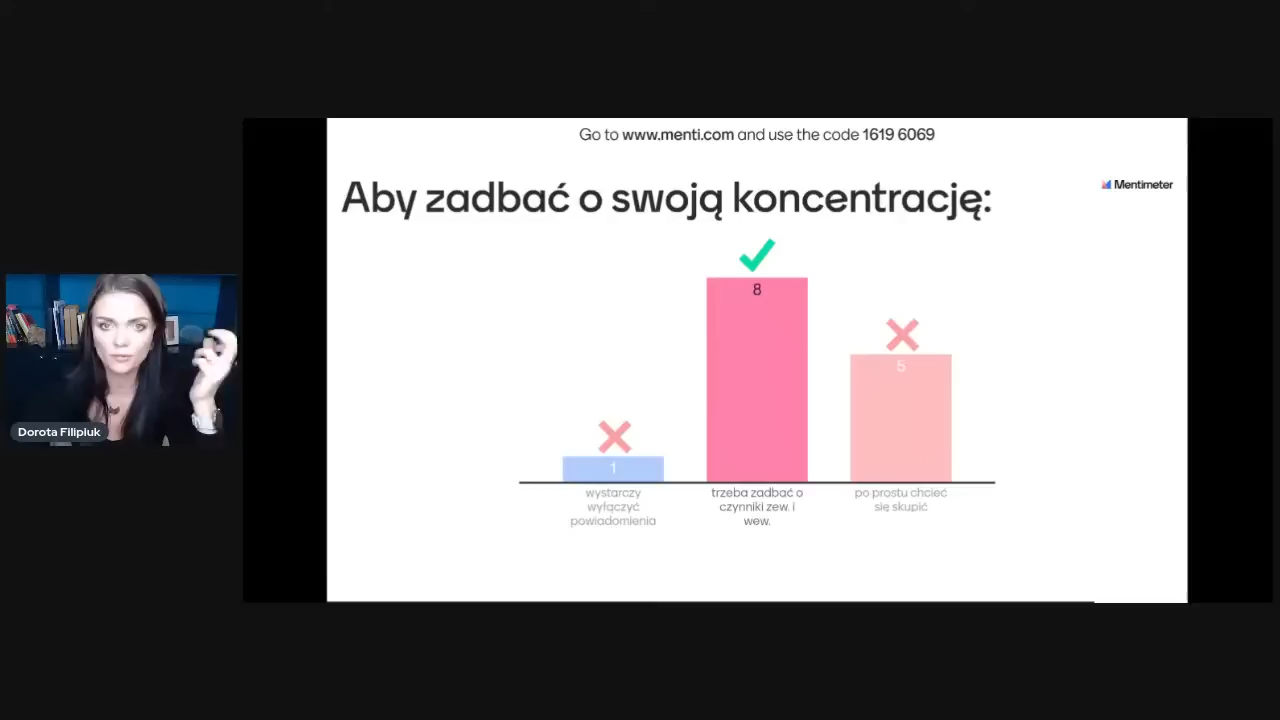 Go to www.menti.com and use the code 1619 6069
Mentimeter
Aby zadbać o swoją koncentrację:
8
5
1
wystarczy
wyłączyć
powiadomienia
trzeba zadbać o
czynniki zew. i
wew.
po prostu chcieć
się skupić
Dorota Filipiuk